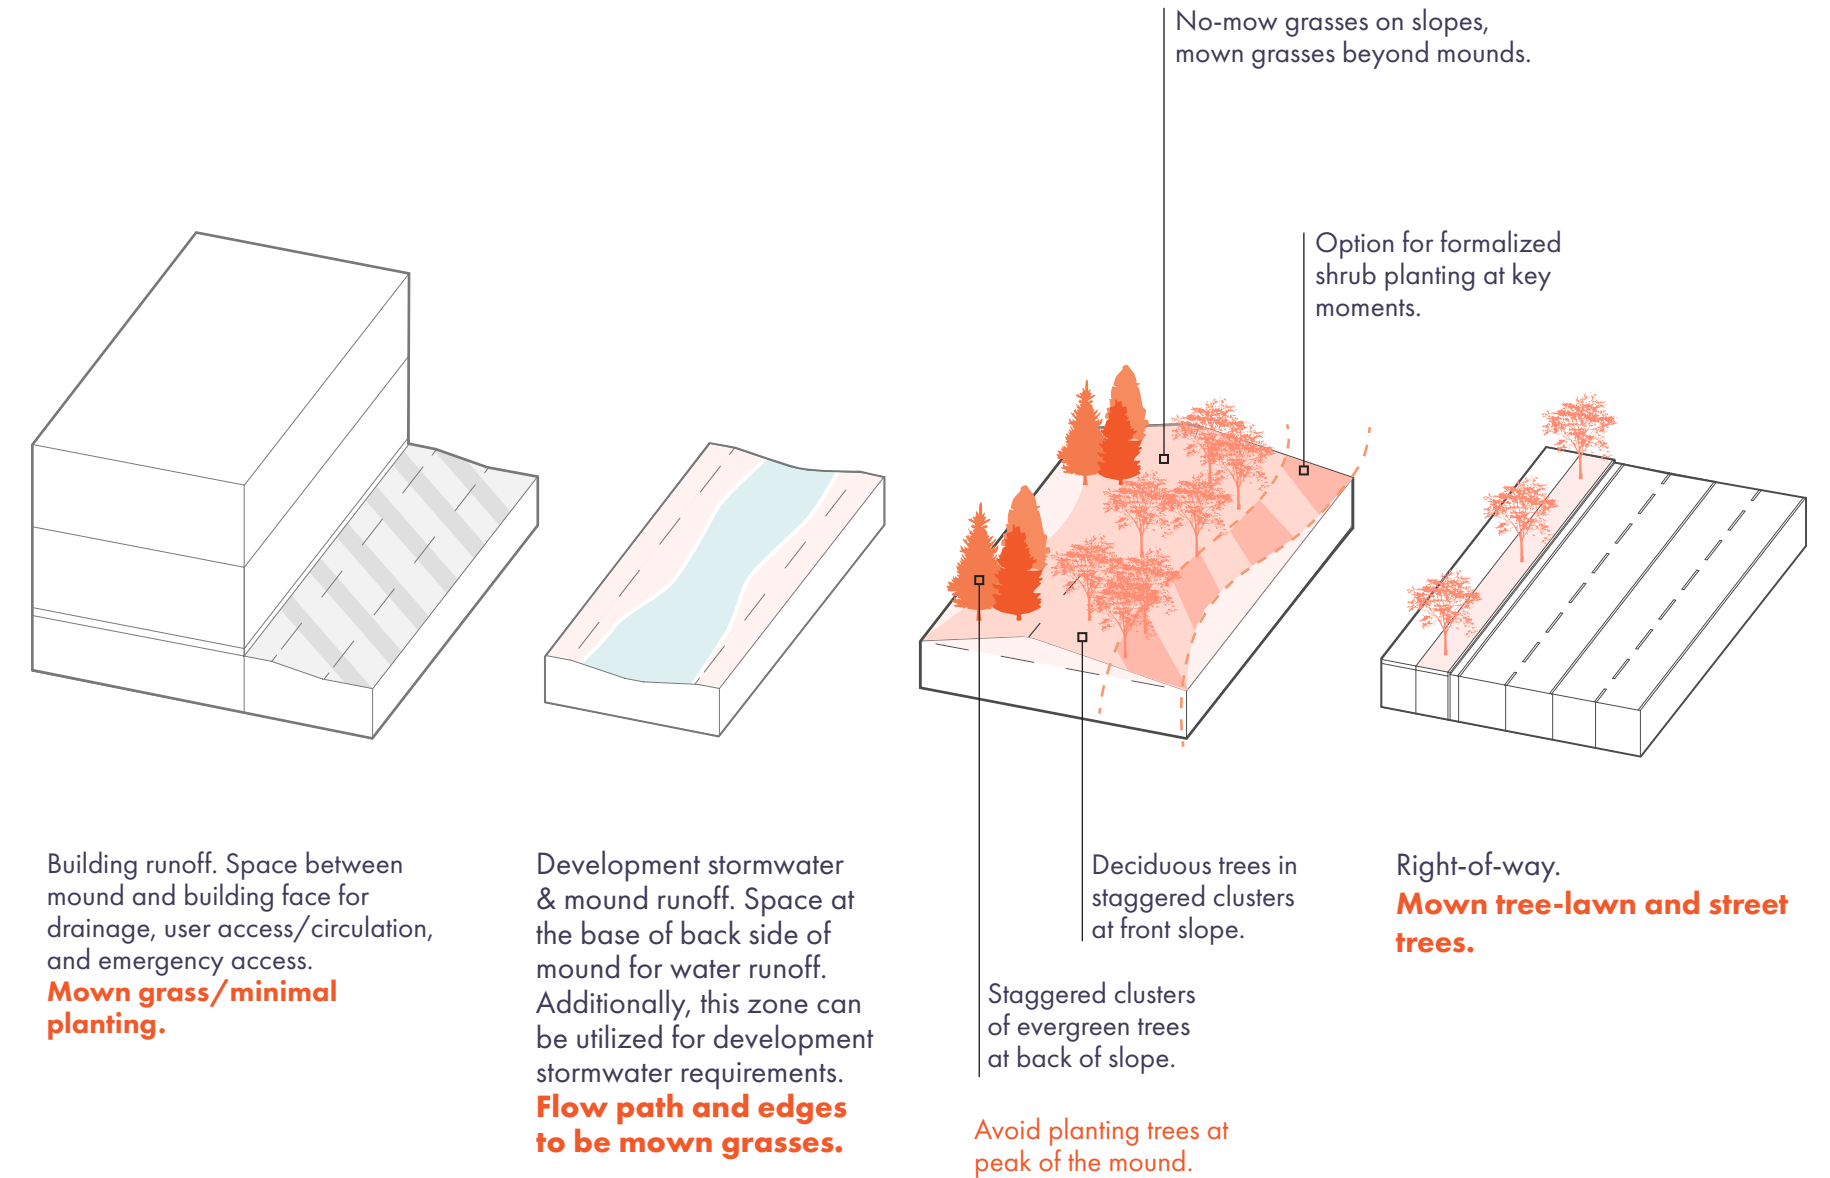 No-mow grasses on slopes,
mown grasses beyond mounds.
Option for formalized
shrub planting at key
moments.
Building runoff. Space between
mound and building face for
drainage, user access/circulation,
and emergency access.
Mown grass/minimal
planting.
Development stormwater
& mound runoff. Space at
the base of back side of
mound for water runoff.
Additionally, this zone can
be utilized for development
stormwater requirements.
Flow path and edges
to be mown grasses.
Deciduous trees in
staggered clusters
at front slope.
Staggered clusters
of evergreen trees
at back of slope.
Avoid planting trees at
peak of the mound.
Right-of-way.
Mown tree-lawn and street
trees.